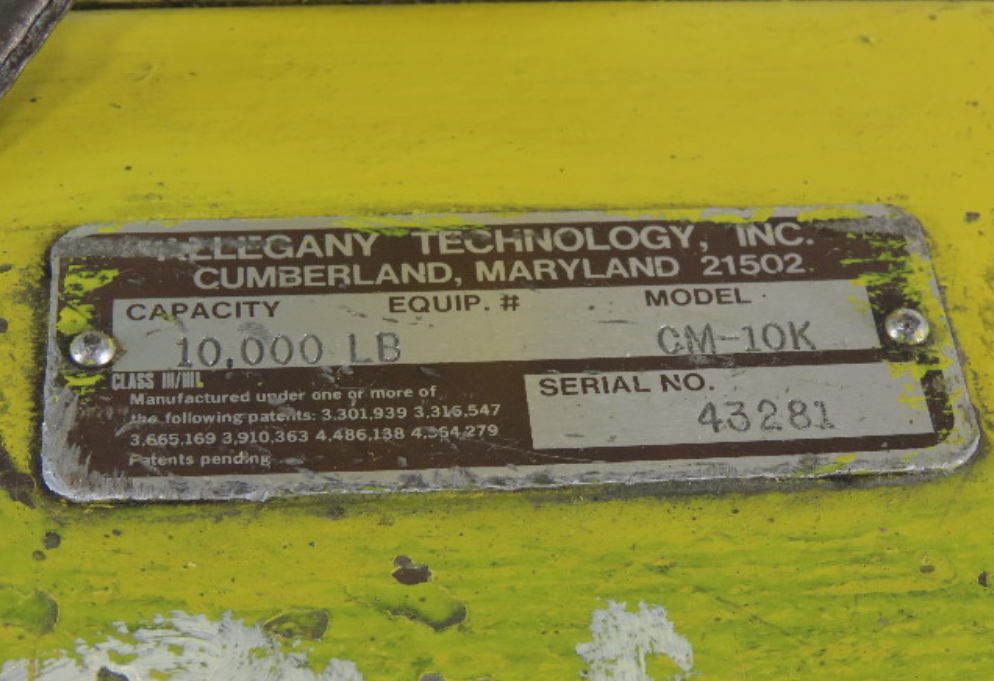 ALLEGANY TECHNOLOGY, INC.
CUMBERLAND, MARYLAND 21502
CAPACITY EQUIP. # MODEL
10,000 LB CM-10K
CLASS III/IIIL
Manufactured under one or more of
the following patents: 3.301,939 3.316.547
3.665,169 3,910,363 4.486,138 4,564,279
Patents pending
SERIAL NO.
43281